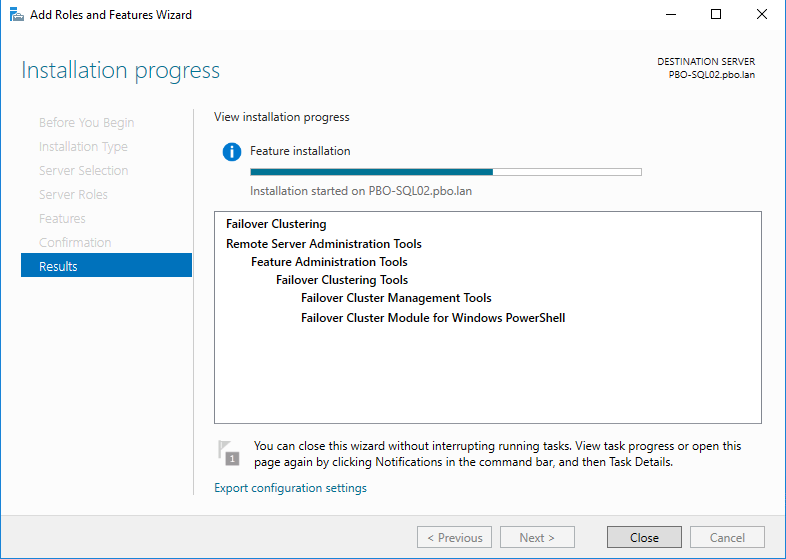 Add Roles and Features Wizard
Installation progress
DESTINATION SERVER
PBO-SQL02.pbo.lan
Before You Begin
Installation Type
Server Selection
Server Roles
Features
Confirmation
Results
View installation progress
Feature installation
Installation started on PBO-SQL02.pbo.lan
Failover Clustering
Remote Server Administration Tools
Feature Administration Tools
Failover Clustering Tools
Failover Cluster Management Tools
Failover Cluster Module for Windows PowerShell
1
You can close this wizard without interrupting running tasks. View task progress or open this
page again by clicking Notifications in the command bar, and then Task Details.
Export configuration settings
< Previous
Next >
Close
Cancel